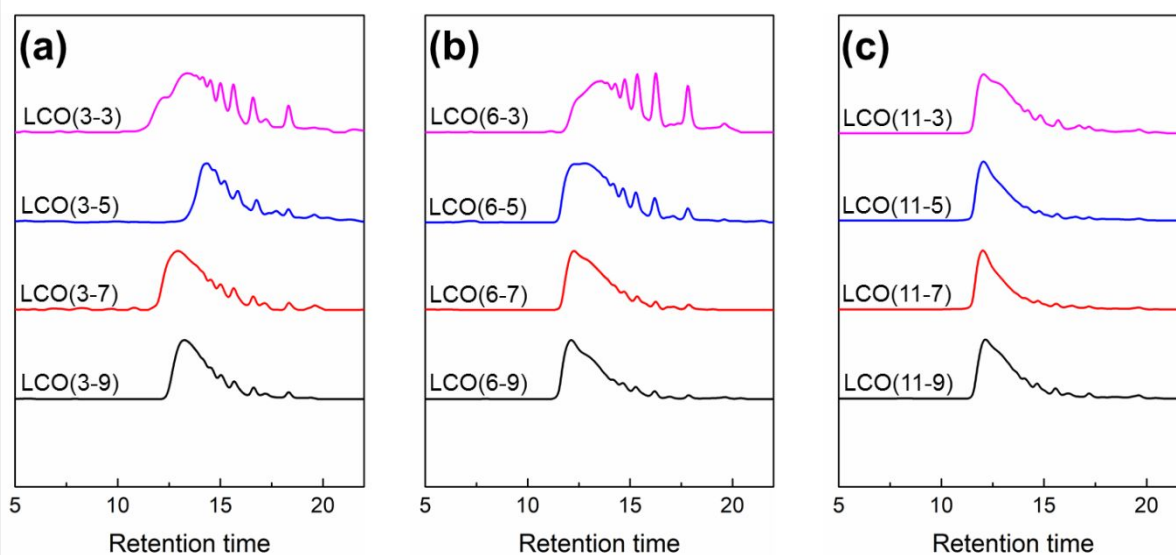 (a)
LCO(3-3)
LCO(3-5)
LCO(3-7)
LCO(3-9)
5 10 15 20
Retention time
(b)
LCO(6-3)
LCO(6-5)
LCO(6-7)
LCO(6-9)
5 10 15 20
Retention time
(c)
LCO(11-3)
LCO(11-5)
LCO(11-7)
LCO(11-9)
5 10 15 20
Retention time